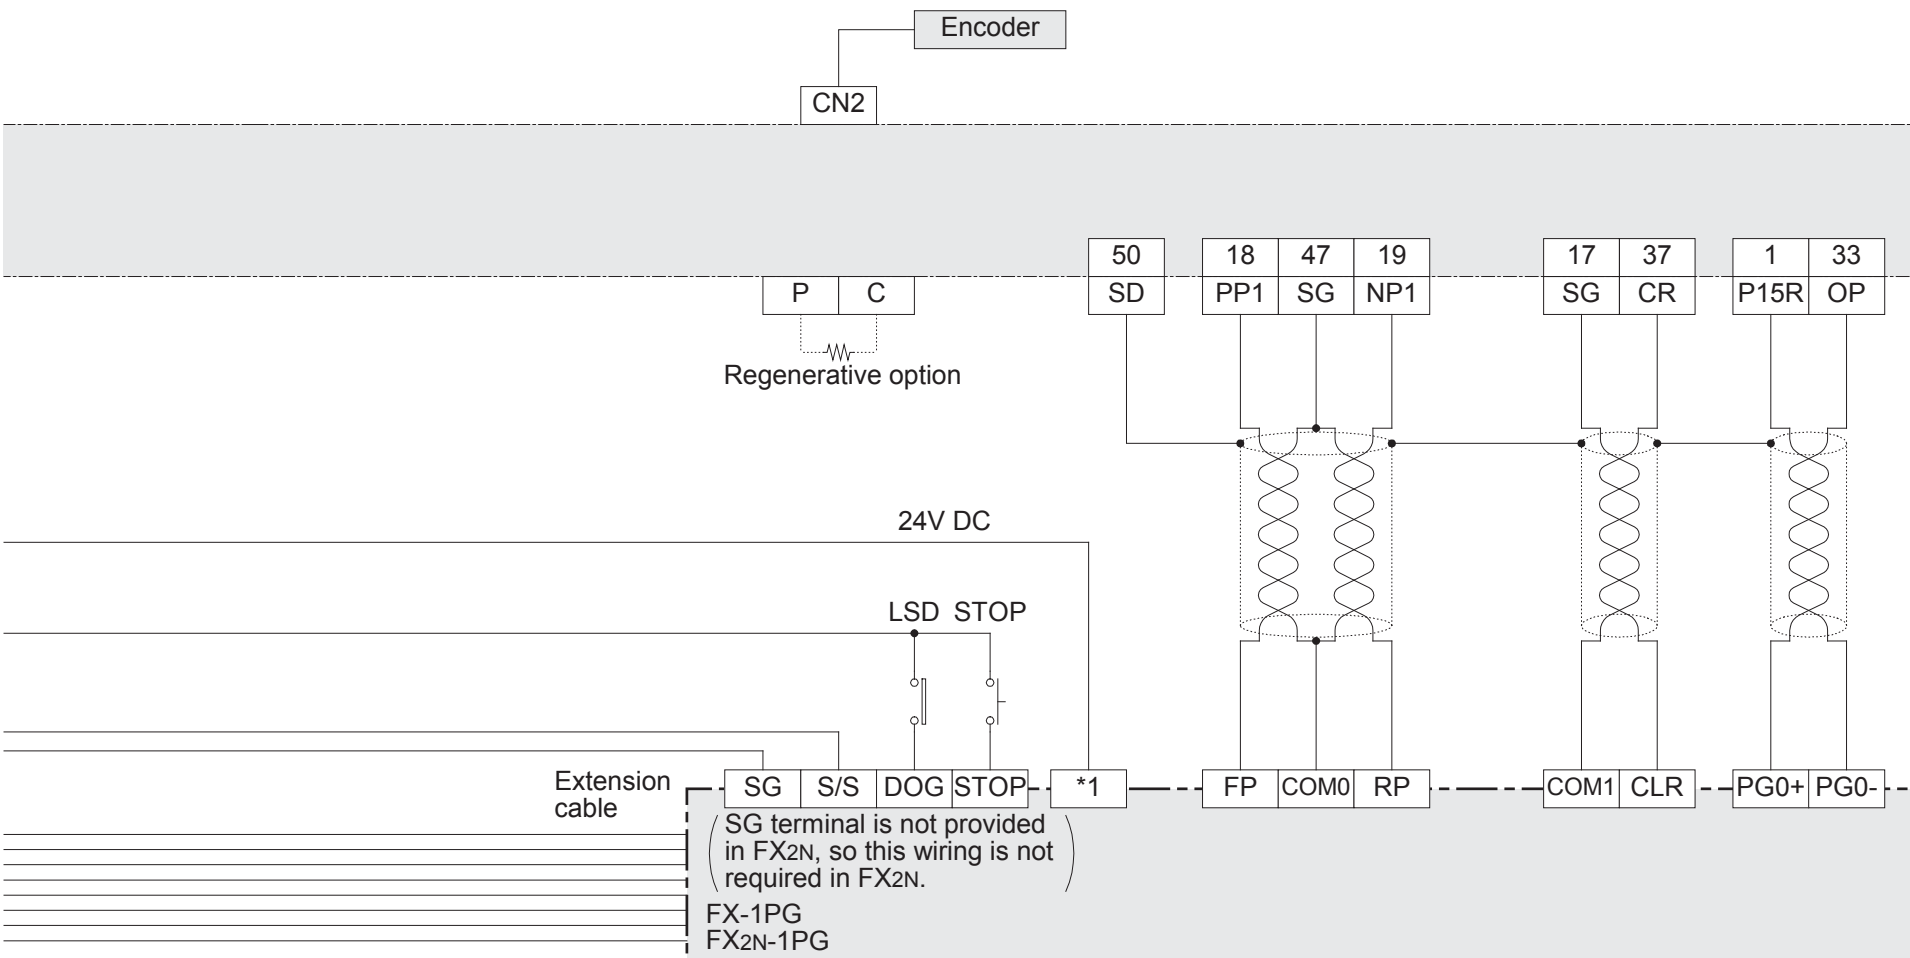 Encoder
CN2
50 18 47 19 17 37 1 33
P C SD PP1 SG NP1 SG CR P15R OP
Regenerative option
24V DC
LSD STOP
Extension
cable
SG S/S DOG STOP *1 FP COM0 RP COM1 CLR PG0+ PG0-
(SG terminal is not provided
in FX2N, so this wiring is not
required in FX2N.)
FX-1PG
FX2N-1PG